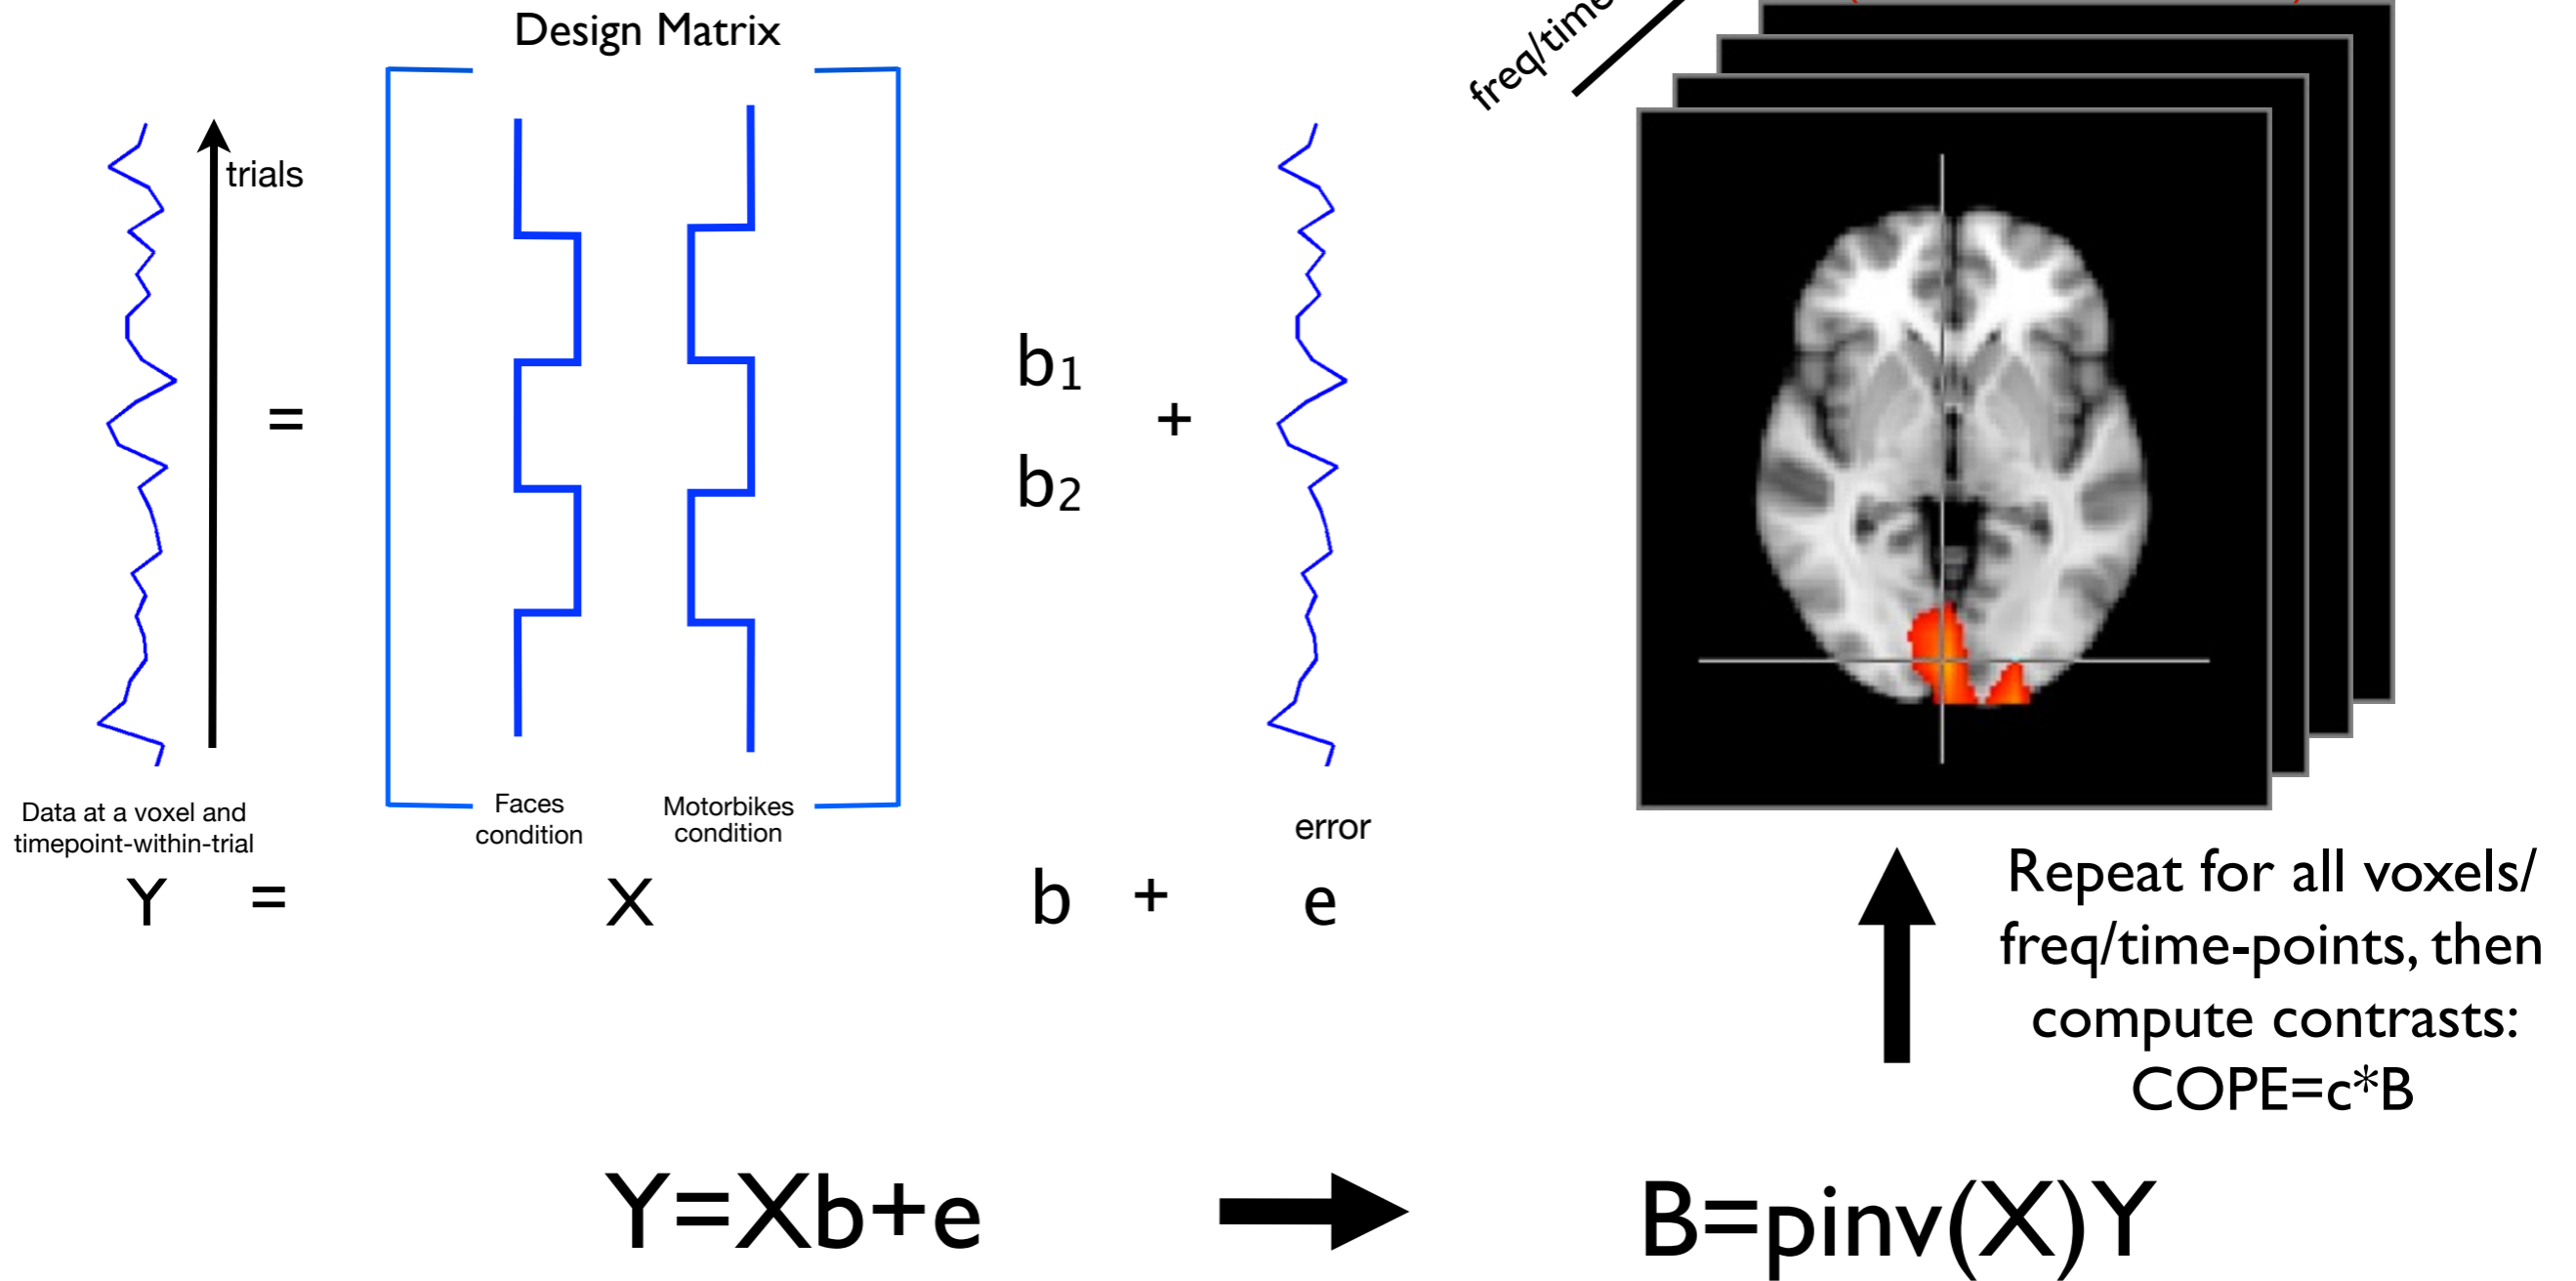 Design Matrix
freq/time
trials
=
b1
b2
+
Data at a voxel and
timepoint-within-trial
Faces
condition
Motorbikes
condition
error
Y = X b + e
Repeat for all voxels/
freq/time-points, then
compute contrasts:
COPE=c*B
Y=Xb+e
B=pinv(X)Y